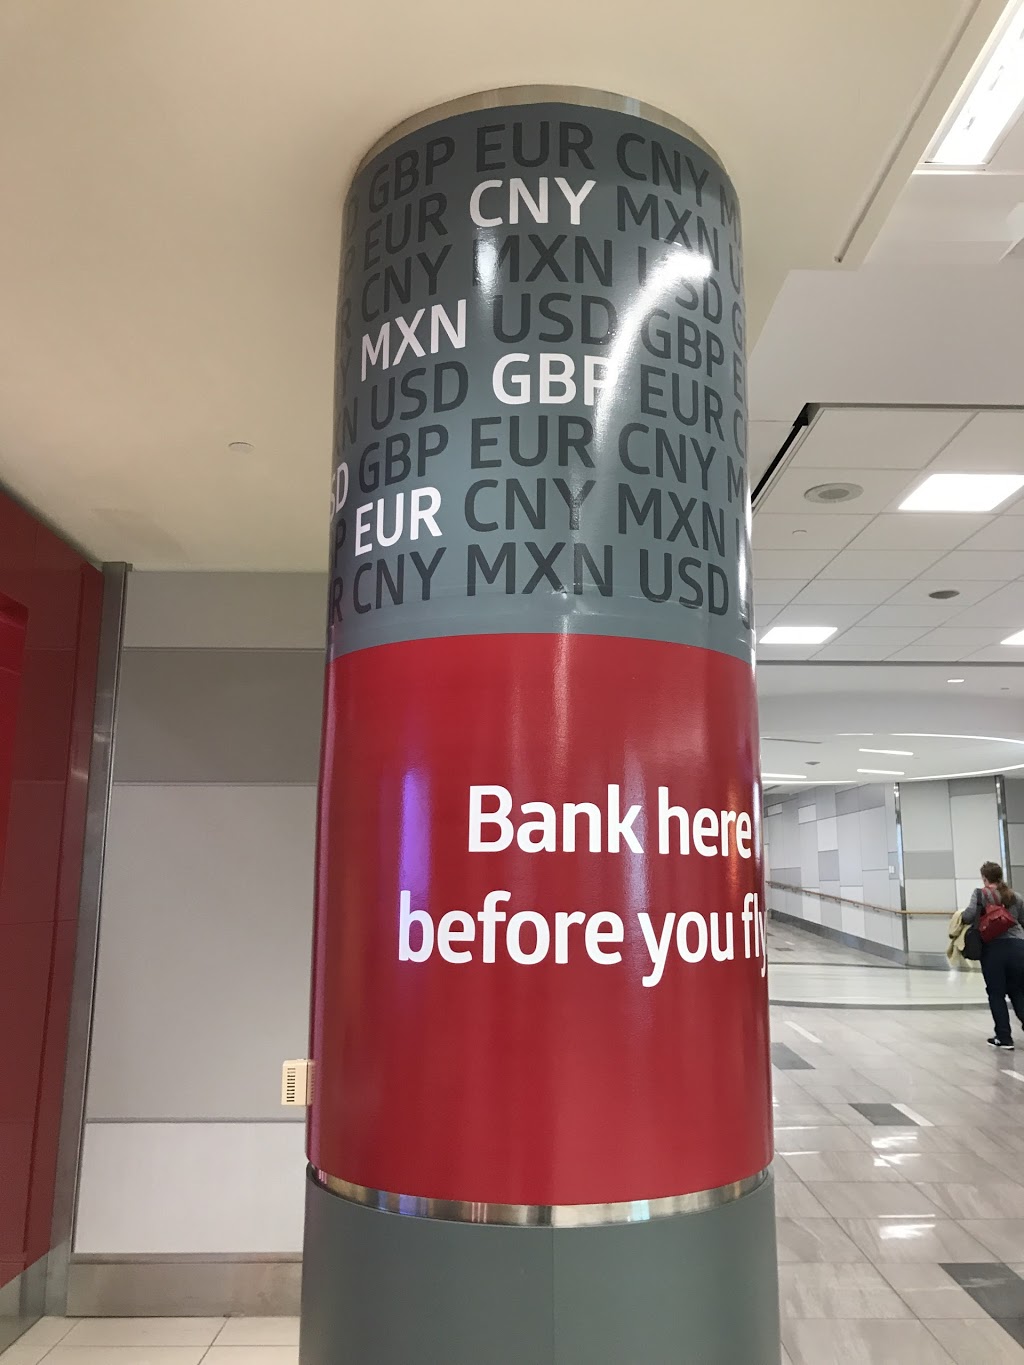 GBP EUR CNY
EUR CNY MXN
CNY MXN USD
MXN USD GBP
USD GBP EUR
GBP EUR CNY
EUR CNY MXN
CNY MXN USD
Bank here
before you fly